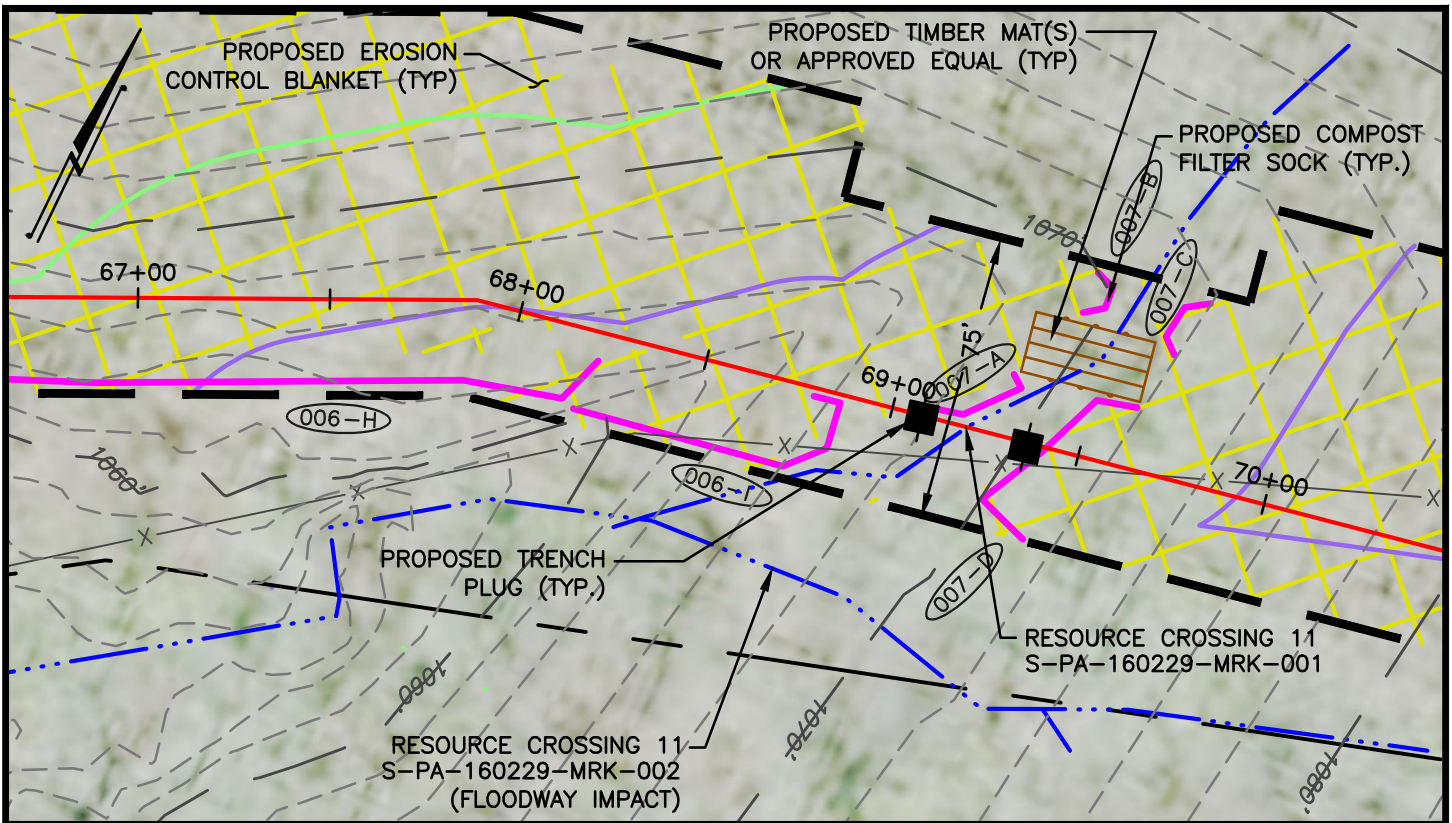 PROPOSED EROSION
CONTROL BLANKET (TYP)
PROPOSED TIMBER MAT(S)
OR APPROVED EQUAL (TYP)
PROPOSED COMPOST
FILTER SOCK (TYP.)
007-B
1070
007-C
67+00
68+00
75'
69+00
007-A
006-H
1060'
006-I
70+00
PROPOSED TRENCH
PLUG (TYP.)
007-D
RESOURCE CROSSING 11
S-PA-160229-MRK-001
1060'
1070'
RESOURCE CROSSING 11
S-PA-160229-MRK-002
(FLOODWAY IMPACT)
1080'
X
X
X
X
X
X
X